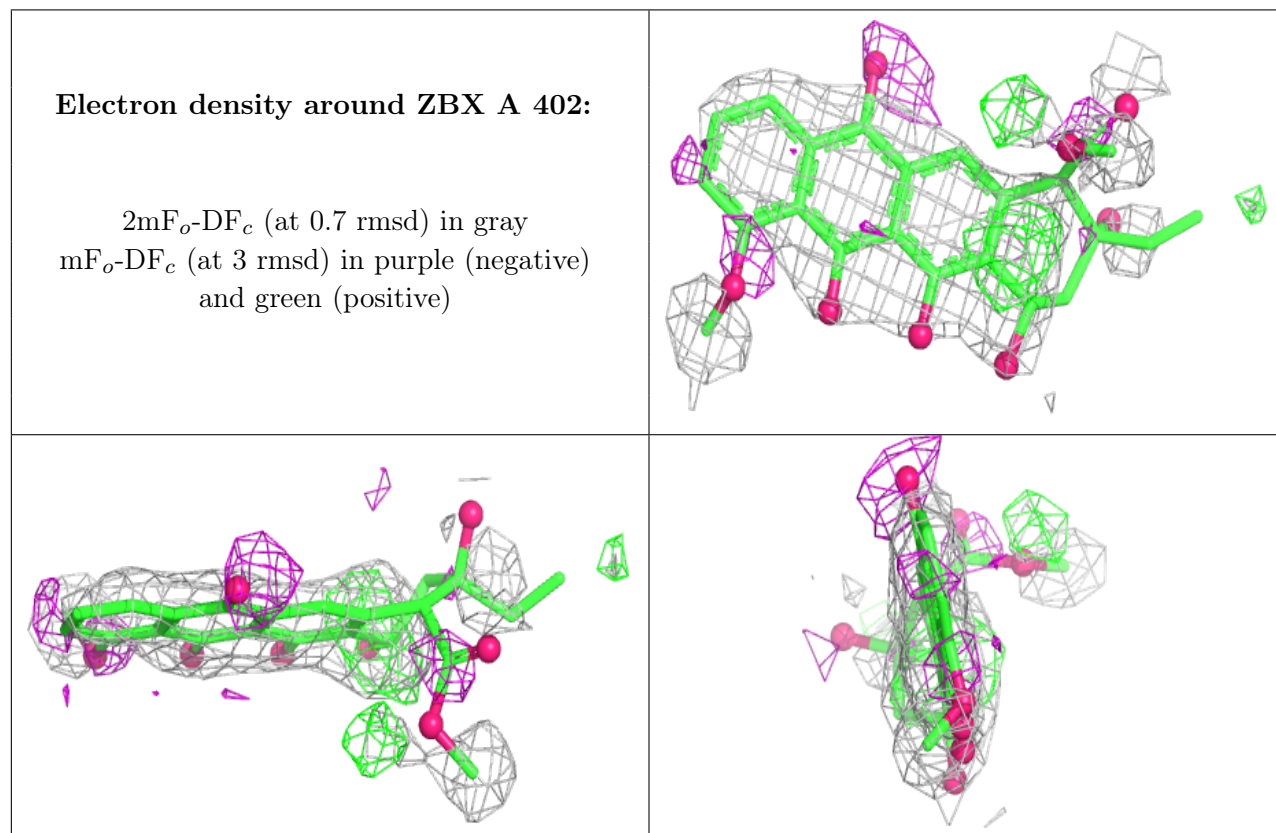 Electron density around ZBX A 402:
2mFo-DFc (at 0.7 rmsd) in gray
mFo-DFc (at 3 rmsd) in purple (negative)
and green (positive)